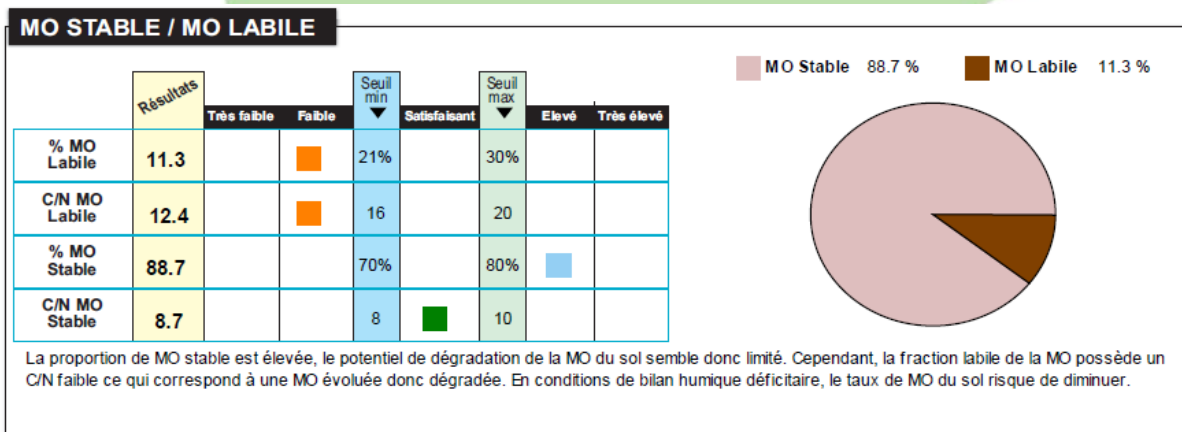 MO STABLE / MO LABILE
MO Stable 88.7 % MO Labile 11.3 %
Résultats Très faible Faible Seuil min Satisfaisant Seuil max Elevé Très élévé
% MO Labile 11.3 21% 30%
C/N MO Labile 12.4 16 20
% MO Stable 88.7 70% 80%
C/N MO Stable 8.7 8 10
La proportion de MO stable est élevée, le potentiel de dégradation de la MO du sol semble donc limité. Cependant, la fraction labile de la MO possède un
C/N faible ce qui correspond à une MO évoluée donc dégradée. En conditions de bilan humique déficitaire, le taux de MO du sol risque de diminuer.